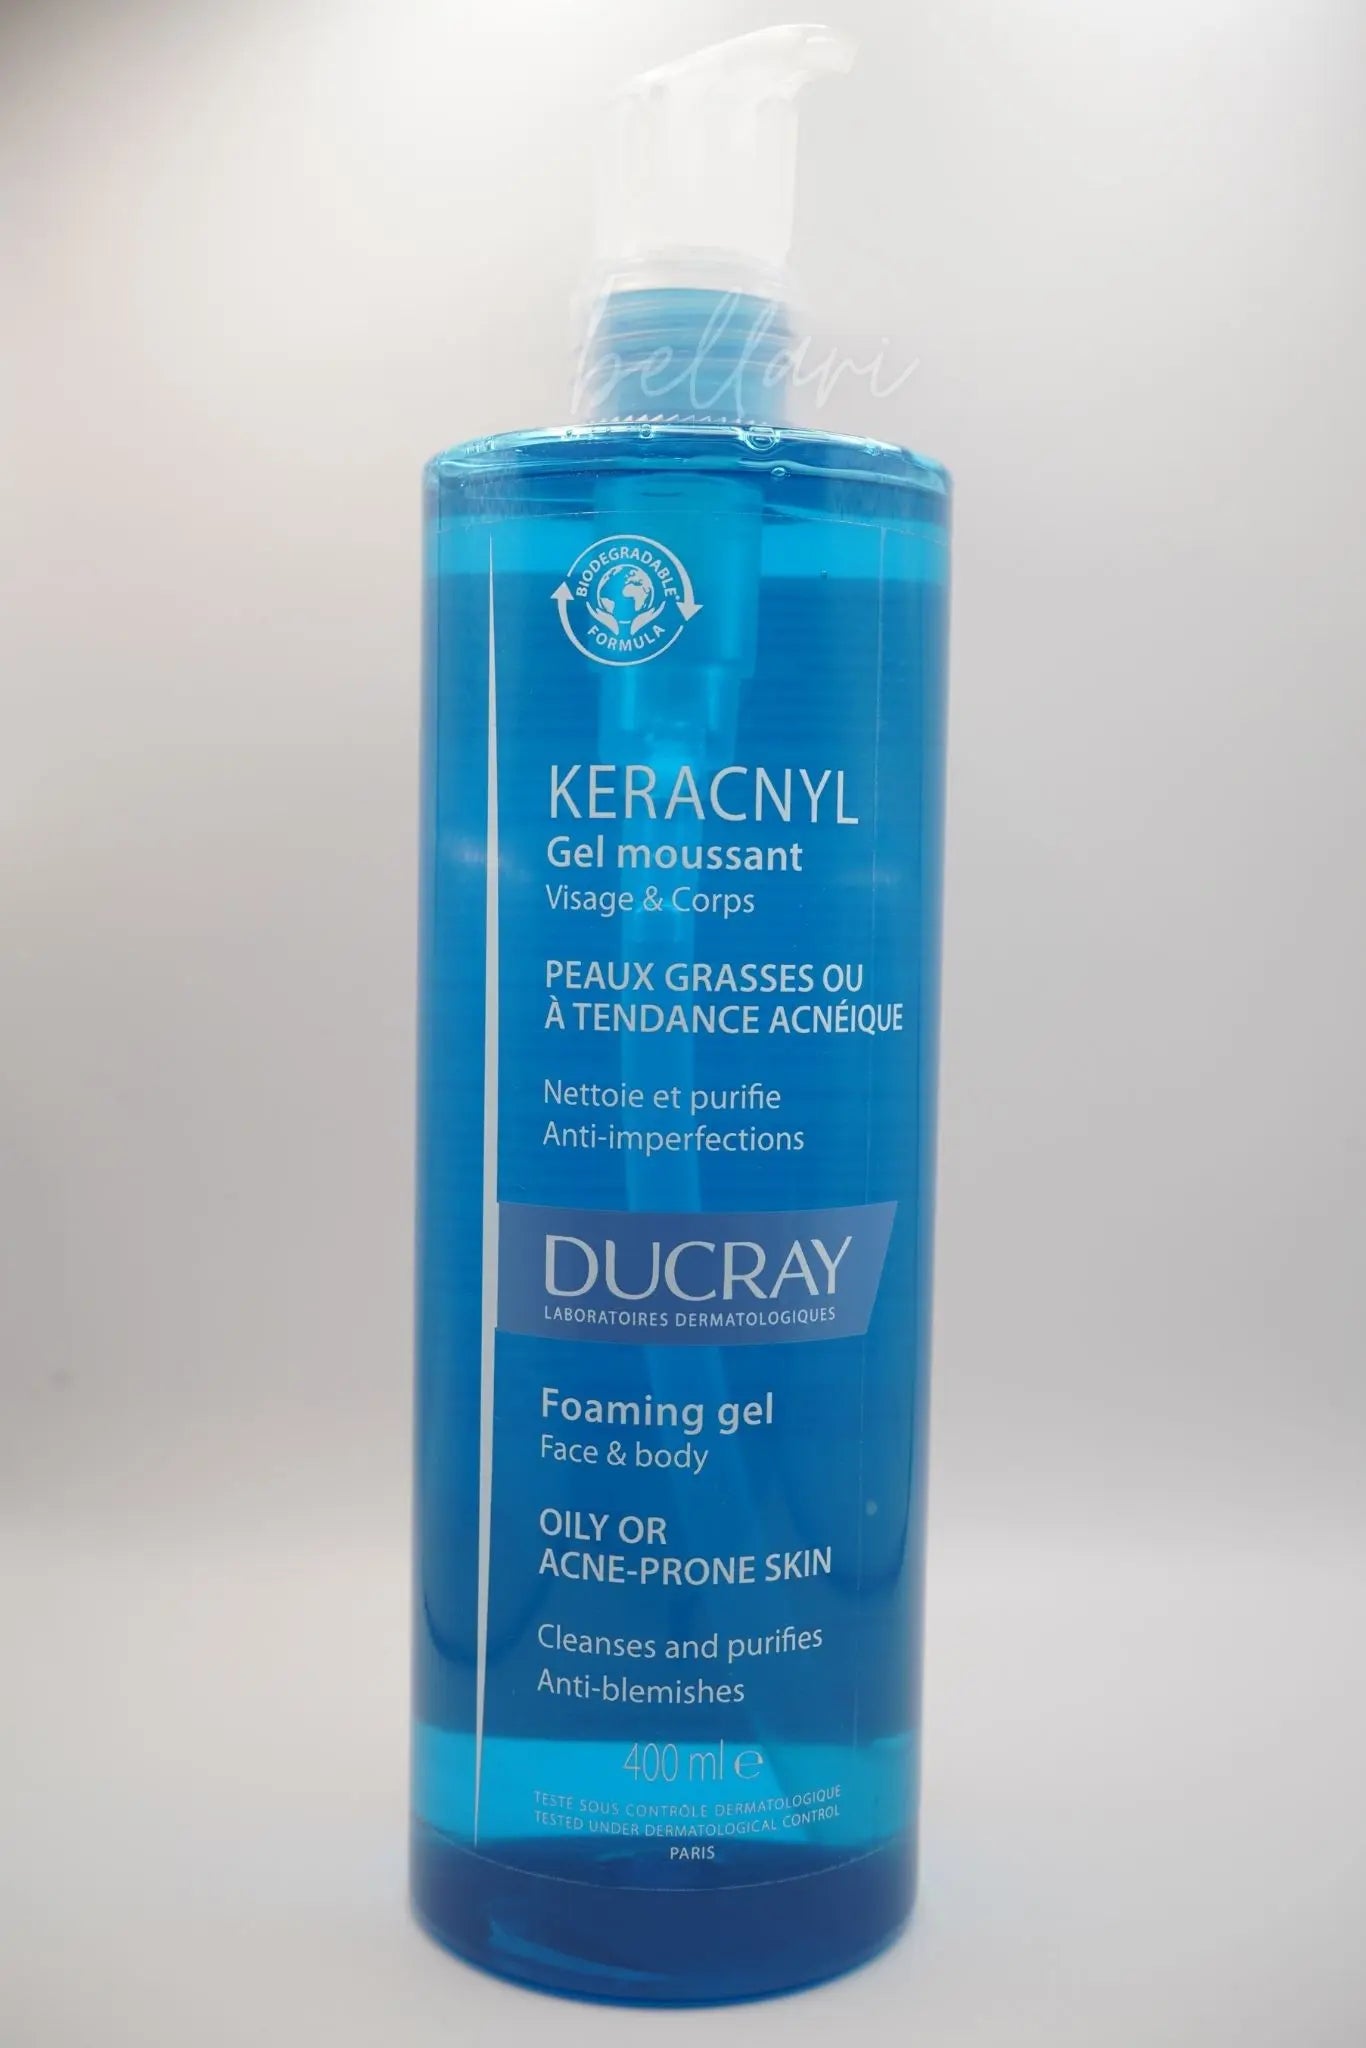 bellari
BIODEGRADABLE*
FORMULA
KERACNYL
Gel moussant
Visage & Corps
PEAUX GRASSES OU
À TENDANCE ACNÉIQUE
Nettoie et purifie
Anti-imperfections
DUCRAY
LABORATOIRES DERMATOLOGIQUES
Foaming gel
Face & body
OILY OR
ACNE-PRONE SKIN
Cleanses and purifies
Anti-blemishes
400 ml ℮
TESTÉ SOUS CONTRÔLE DERMATOLOGIQUE
TESTED UNDER DERMATOLOGICAL CONTROL
PARIS